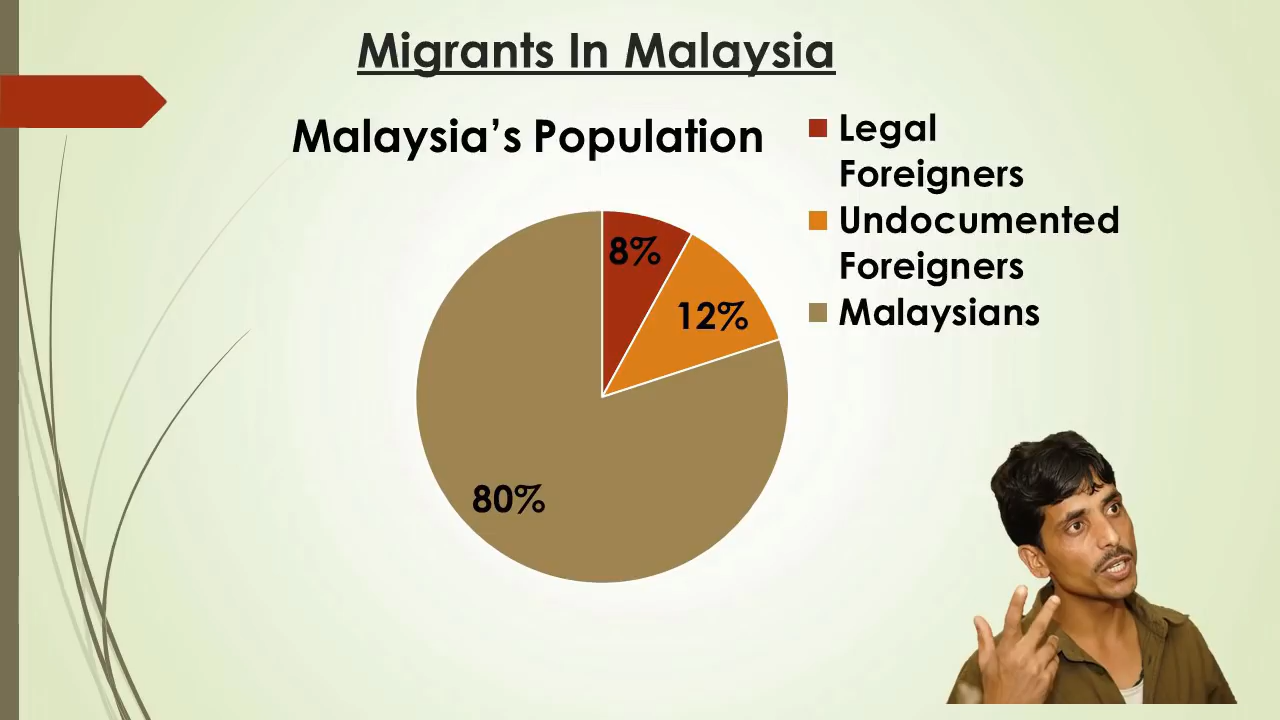 Migrants In Malaysia
Malaysia’s Population
Legal
Foreigners
Undocumented
Foreigners
Malaysians
8%
12%
80%